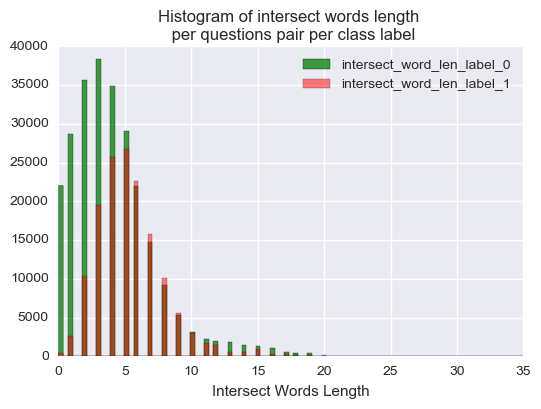 Histogram of intersect words length
per questions pair per class label
40000
35000
30000
25000
20000
15000
10000
5000
0
intersect_word_len_label_0
intersect_word_len_label_1
0 5 10 15 20 25 30 35
Intersect Words Length